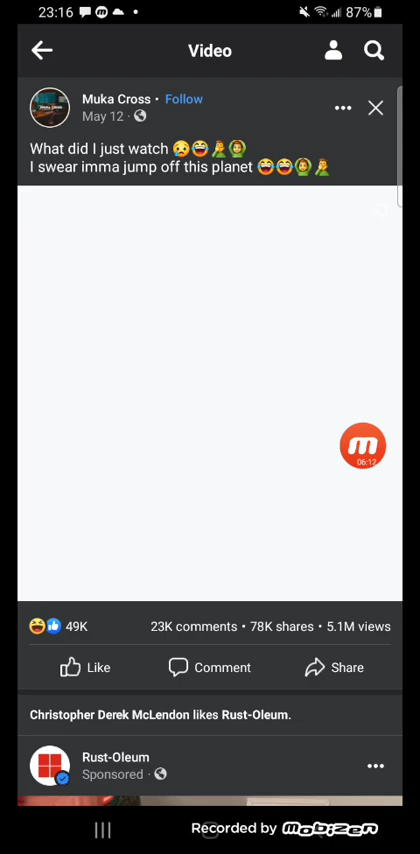 23:16 87%
Video
Muka Cross • Follow
May 12
What did I just watch 😥😂🤦🙆
I swear imma jump off this planet 😂😂🙆🤦
06:12
49K 23K comments • 78K shares • 5.1M views
Like Comment Share
Christopher Derek McLendon likes Rust-Oleum.
Rust-Oleum
Sponsored
Recorded by mobizen